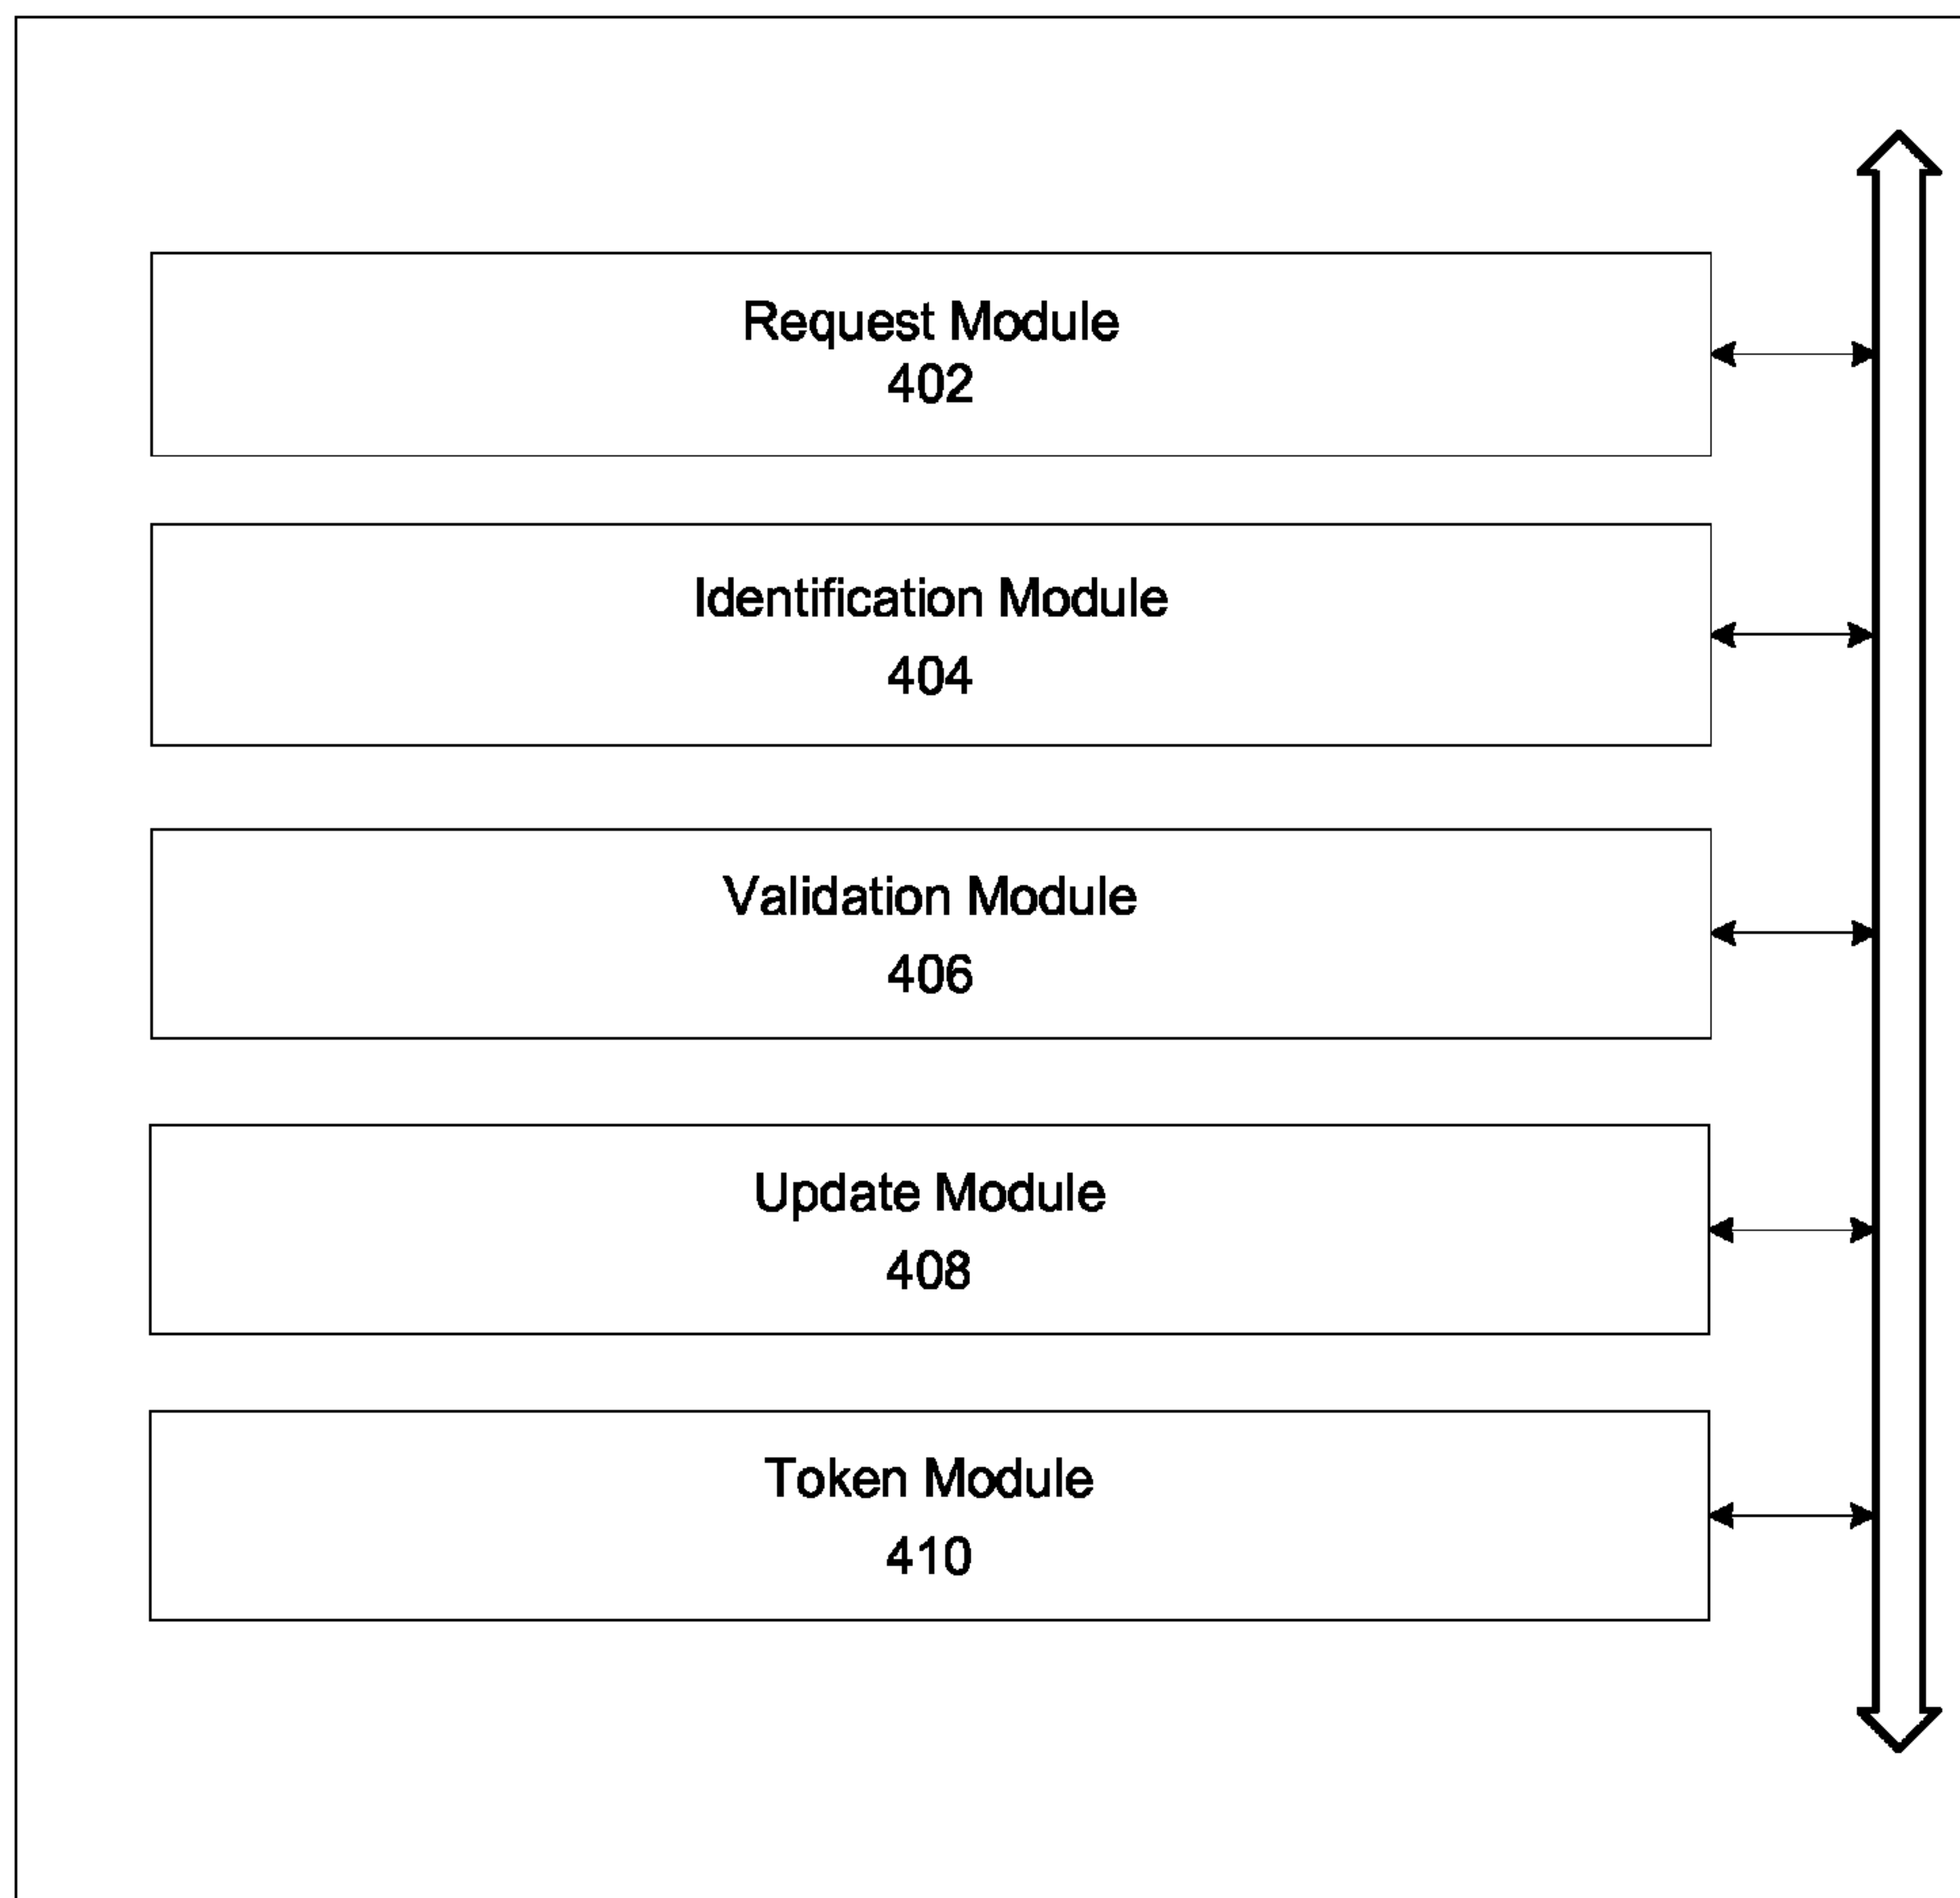 Request Module
402
Identification Module
404
Validation Module
406
Update Module
408
Token Module
410